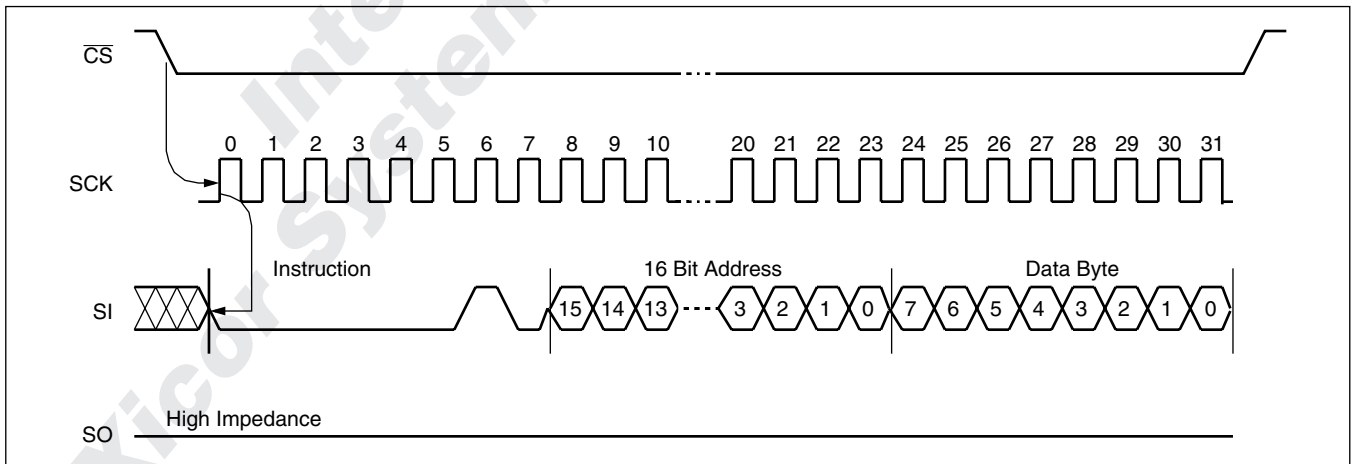 CS
0 1 2 3 4 5 6 7 8 9 10 20 21 22 23 24 25 26 27 28 29 30 31
SCK
Instruction 16 Bit Address Data Byte
SI 15 14 13 3 2 1 0 7 6 5 4 3 2 1 0
High Impedance
SO
Xicor System